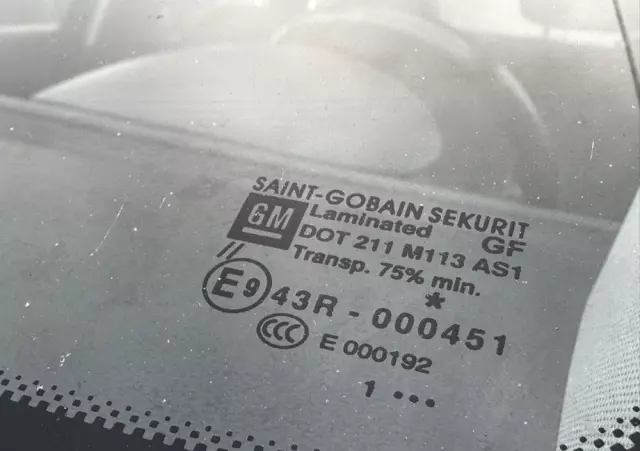 SAINT-GOBAIN SEKURIT
GM Laminated GF
DOT 211 M113 AS1
Transp. 75% min.
//
*
E9 43R - 000451
CCC E 000192
1 •••